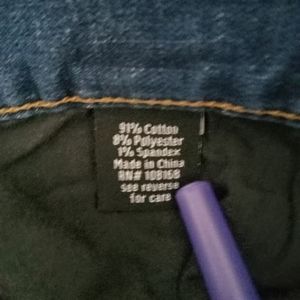 91% Cotton
8% Polyester
1% Spandex
Made in China
RN# 108168
see reverse
for care